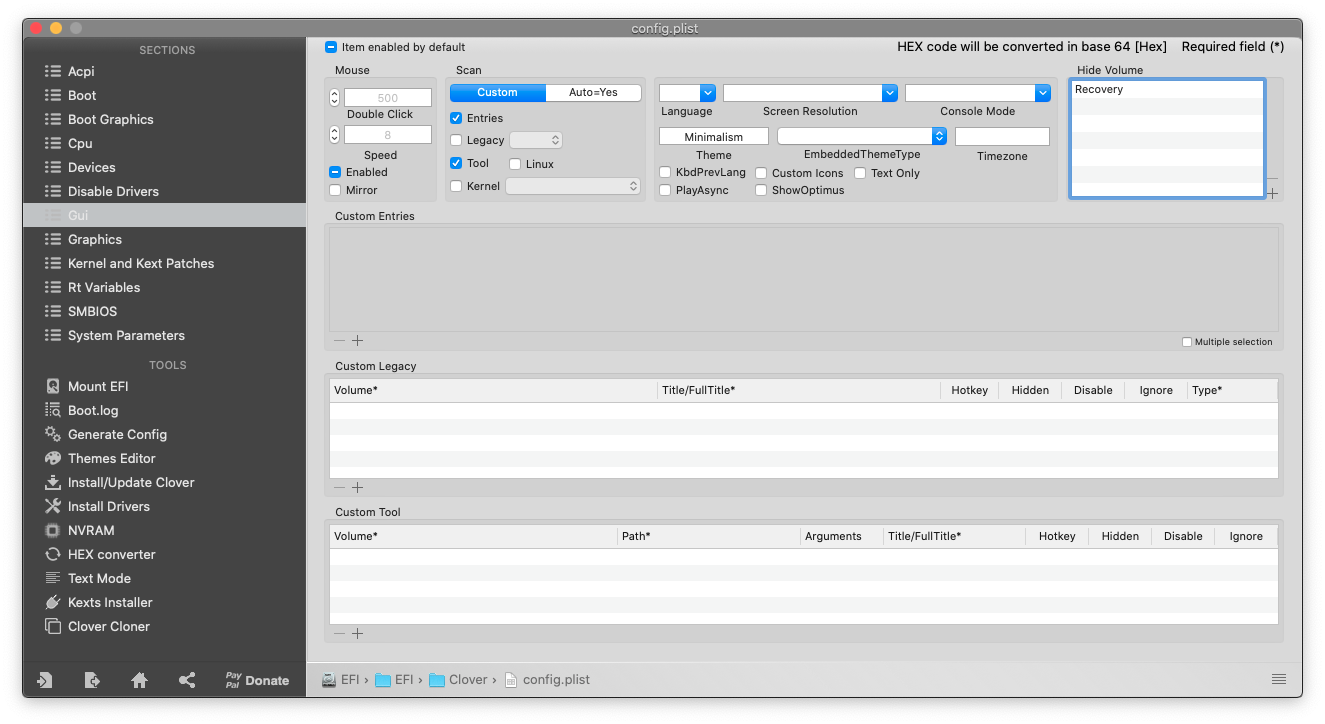 config.plist
SECTIONS
Acpi
Boot
Boot Graphics
Cpu
Devices
Disable Drivers
Gui
Graphics
Kernel and Kext Patches
Rt Variables
SMBIOS
System Parameters
TOOLS
Mount EFI
Boot.log
Generate Config
Themes Editor
Install/Update Clover
Install Drivers
NVRAM
HEX converter
Text Mode
Kexts Installer
Clover Cloner
Pay
Pal
Donate
Item enabled by default
HEX code will be converted in base 64 [Hex] Required field (*)
Mouse
500
Double Click
8
Speed
Enabled
Mirror
Scan
Custom Auto=Yes
Entries
Legacy
Tool Linux
Kernel
Language Screen Resolution Console Mode
Minimalism
Theme EmbeddedThemeType Timezone
KbdPrevLang Custom Icons Text Only
PlayAsync ShowOptimus
Hide Volume
Recovery
Custom Entries
Multiple selection
Custom Legacy
Volume* Title/FullTitle* Hotkey Hidden Disable Ignore Type*
Custom Tool
Volume* Path* Arguments Title/FullTitle* Hotkey Hidden Disable Ignore
EFI › EFI › Clover › config.plist